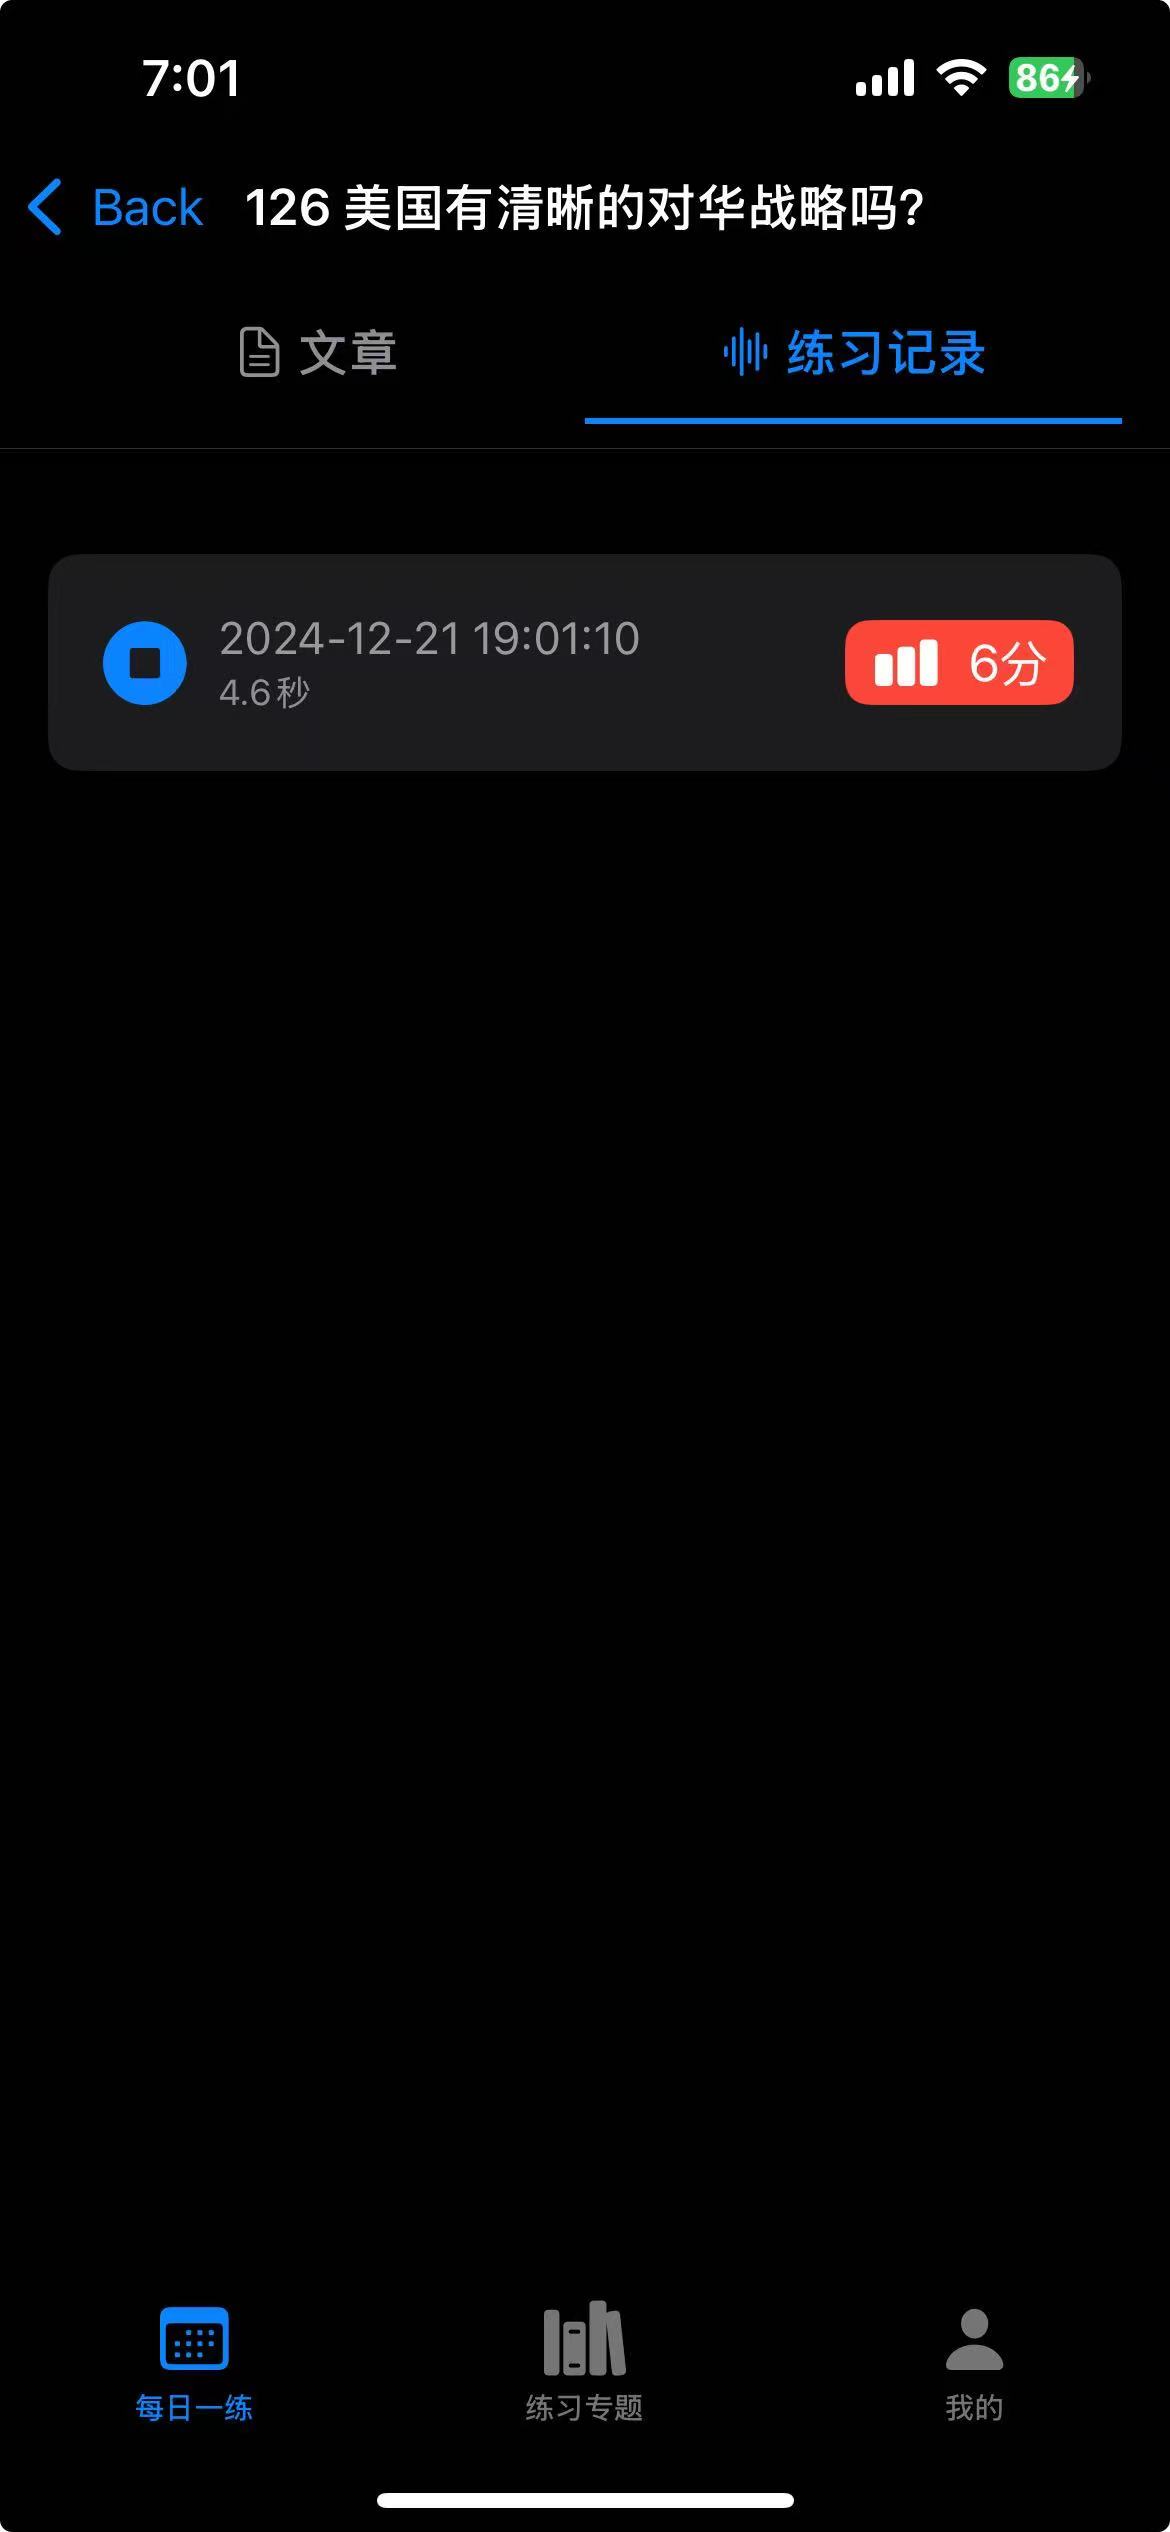 7:01
86
Back 126 美国有清晰的对华战略吗?
文章 练习记录
2024-12-21 19:01:10
4.6秒
6分
每日一练 练习专题 我的